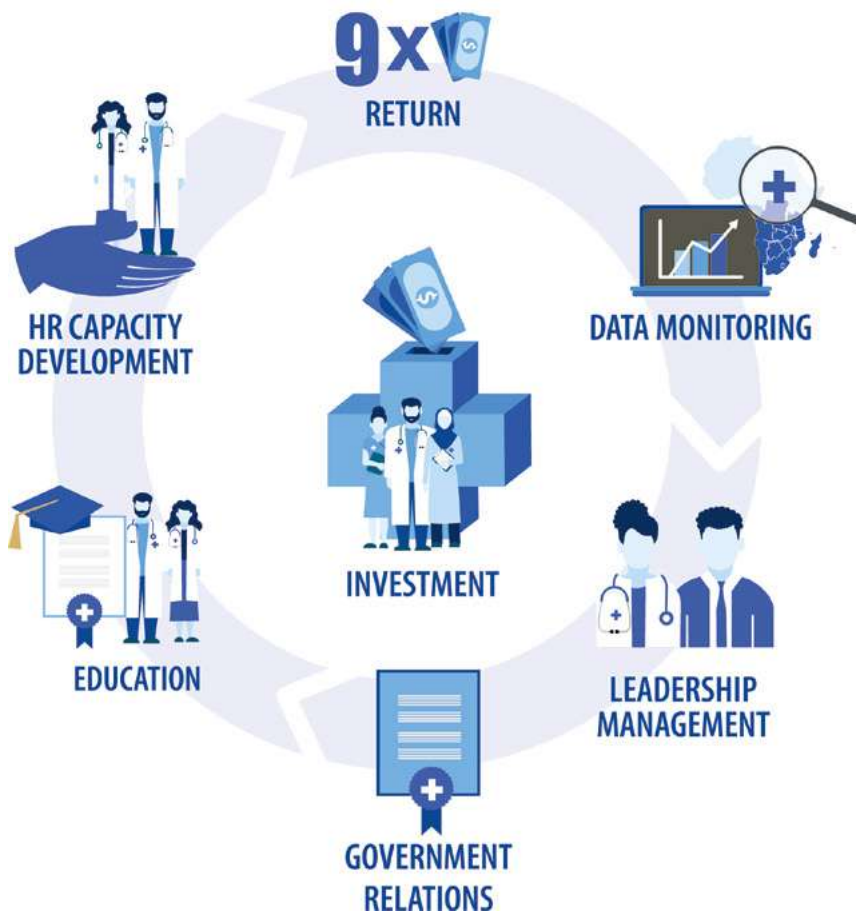 9x
RETURN
DATA MONITORING
HR CAPACITY
DEVELOPMENT
INVESTMENT
LEADERSHIP
MANAGEMENT
EDUCATION
GOVERNMENT
RELATIONS